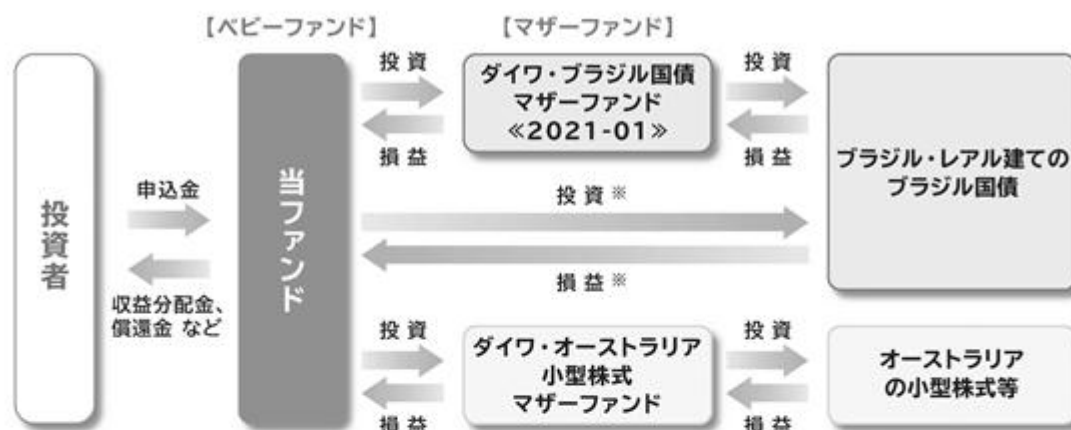 【ベビーファンド】
【マザーファンド】
投資者
申込金
収益分配金、
償還金 など
当ファンド
投資
損益
ダイワ・ブラジル国債
マザーファンド
≪2021-01≫
投資
損益
ブラジル・レアル建ての
ブラジル国債
投資※
損益※
投資
損益
ダイワ・オーストラリア
小型株式
マザーファンド
投資
損益
オーストラリア
の小型株式等